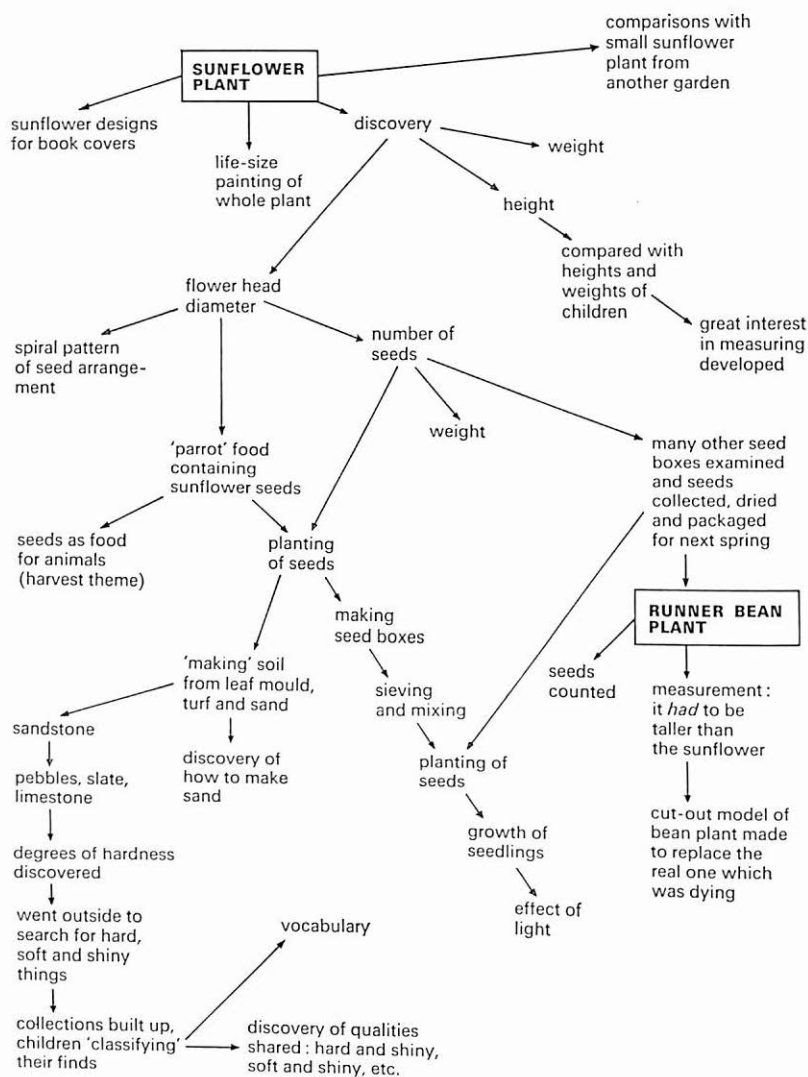 comparisons with
small sunflower
plant from
another garden
SUNFLOWER
PLANT
sunflower designs
for book covers
discovery
weight
life-size
painting of
whole plant
height
compared with
heights and
weights of
children
flower head
diameter
number of
seeds
great interest
in measuring
developed
spiral pattern
of seed arrange-
ment
weight
'parrot' food
containing
sunflower seeds
many other seed
boxes examined
and seeds
collected, dried
and packaged
for next spring
seeds as food
for animals
(harvest theme)
planting
of seeds
making
seed boxes
RUNNER BEAN
PLANT
'making' soil
from leaf mould,
turf and sand
sieving
and mixing
seeds
counted
measurement :
it had to be
taller than
the sunflower
sandstone
discovery of
how to make
sand
planting of
seeds
pebbles, slate,
limestone
growth of
seedlings
cut-out model of
bean plant made
to replace the
real one which
was dying
degrees of hardness
discovered
effect of
light
went outside to
search for hard,
soft and shiny
things
vocabulary
collections built up,
children 'classifying'
their finds
discovery of qualities
shared : hard and shiny,
soft and shiny, etc.